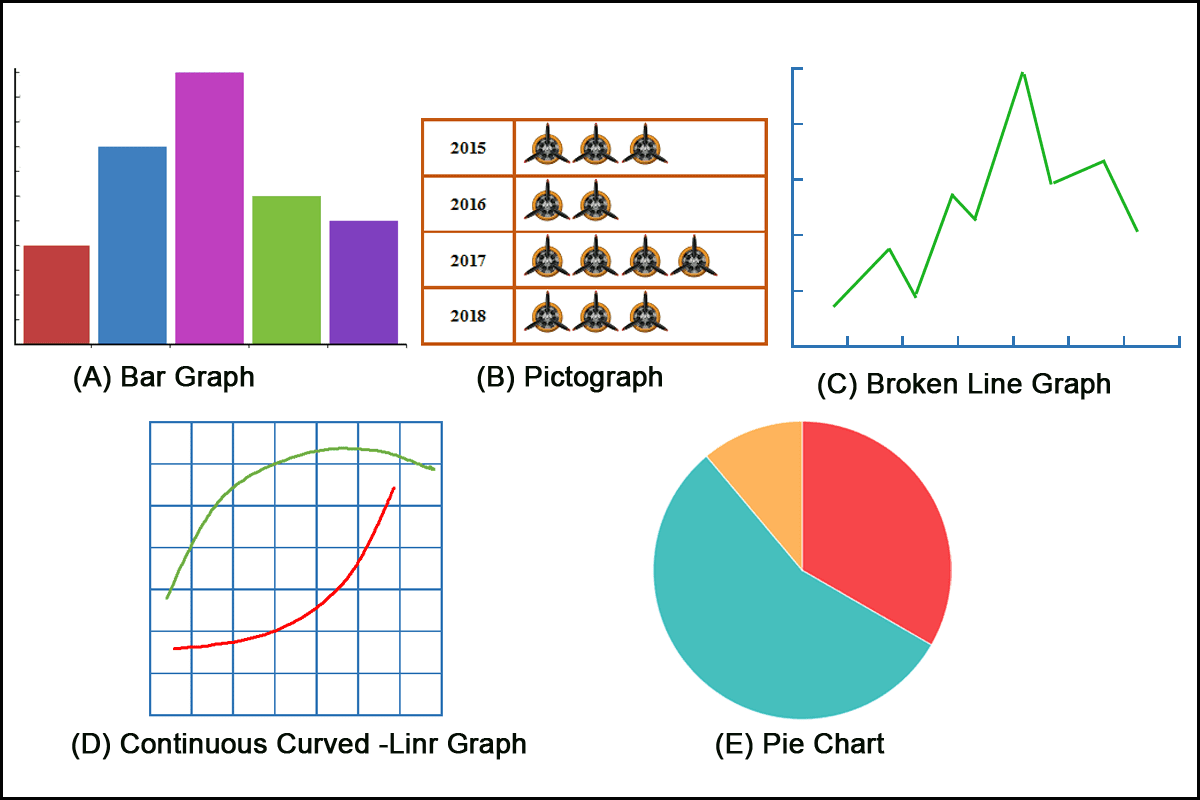 2015
2016
2017
2018
(A) Bar Graph
(B) Pictograph
(C) Broken Line Graph
(D) Continuous Curved -Linr Graph
(E) Pie Chart